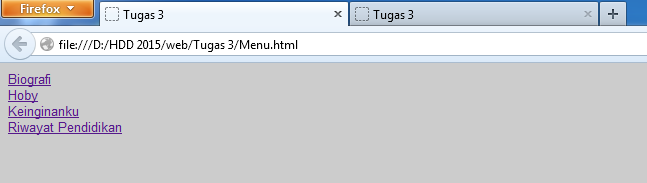 Firefox
Tugas 3
Tugas 3
file:///D:/HDD 2015/web/Tugas 3/Menu.html
Biografi
Hoby
Keinginanku
Riwayat Pendidikan